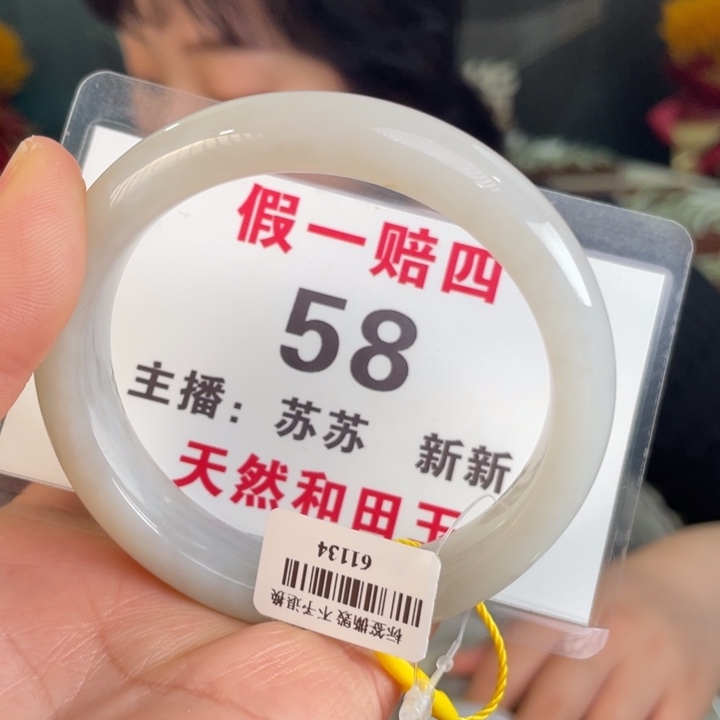 假一赔四
58
主播：苏苏 新新
天然和田玉
标签撕毁不予退换
61134